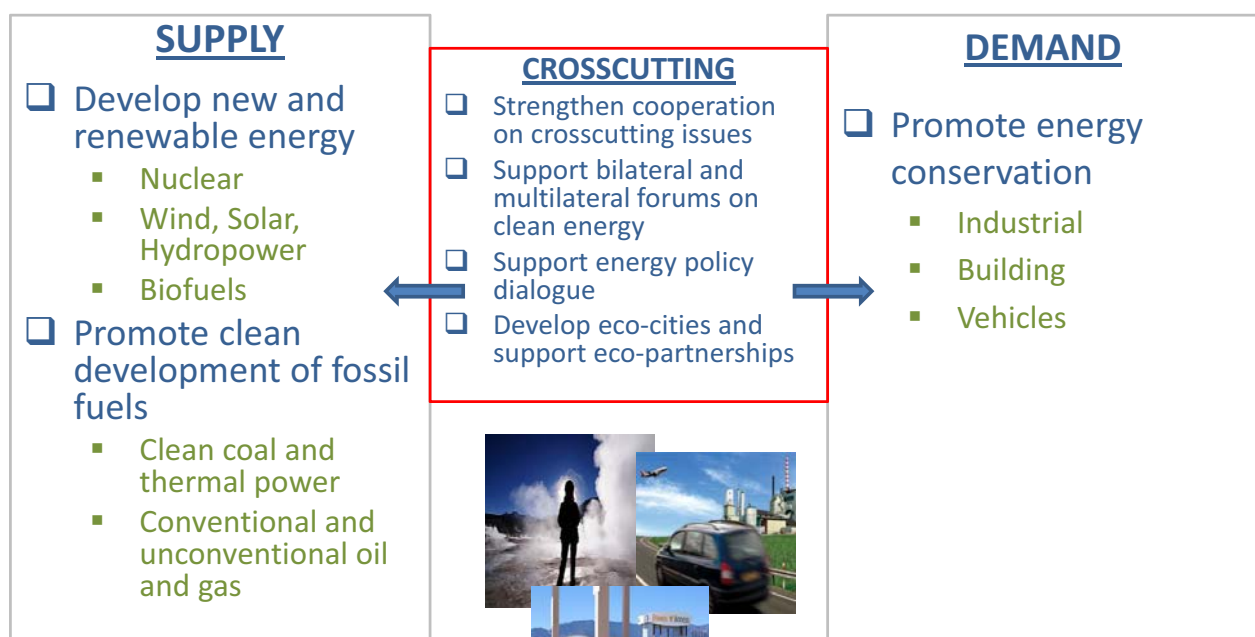 SUPPLY
❑ Develop new and
renewable energy
▪ Nuclear
▪ Wind, Solar,
Hydropower
▪ Biofuels
❑ Promote clean
development of fossil
fuels
▪ Clean coal and
thermal power
▪ Conventional and
unconventional oil
and gas
CROSSCUTTING
❑ Strengthen cooperation
on crosscutting issues
❑ Support bilateral and
multilateral forums on
clean energy
❑ Support energy policy
dialogue
❑ Develop eco-cities and
support eco-partnerships
DEMAND
❑ Promote energy
conservation
▪ Industrial
▪ Building
▪ Vehicles